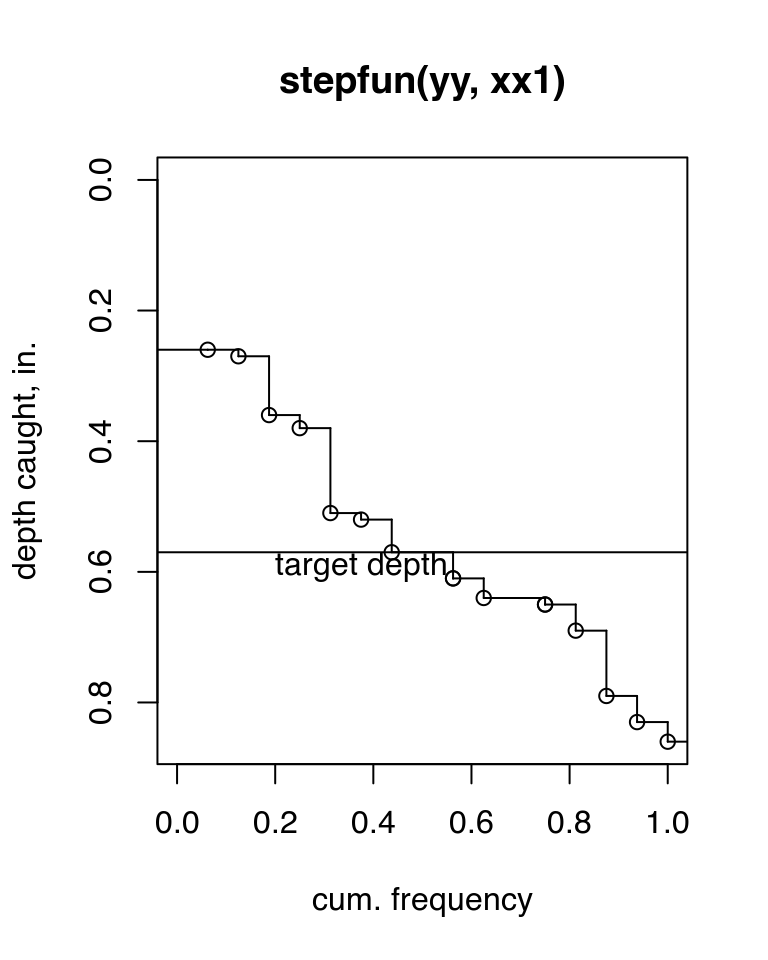 stepfun(yy, xx1)
0.0
0.2
0.4
0.6
0.8
depth caught, in.
target depth
0.0 0.2 0.4 0.6 0.8 1.0
cum. frequency